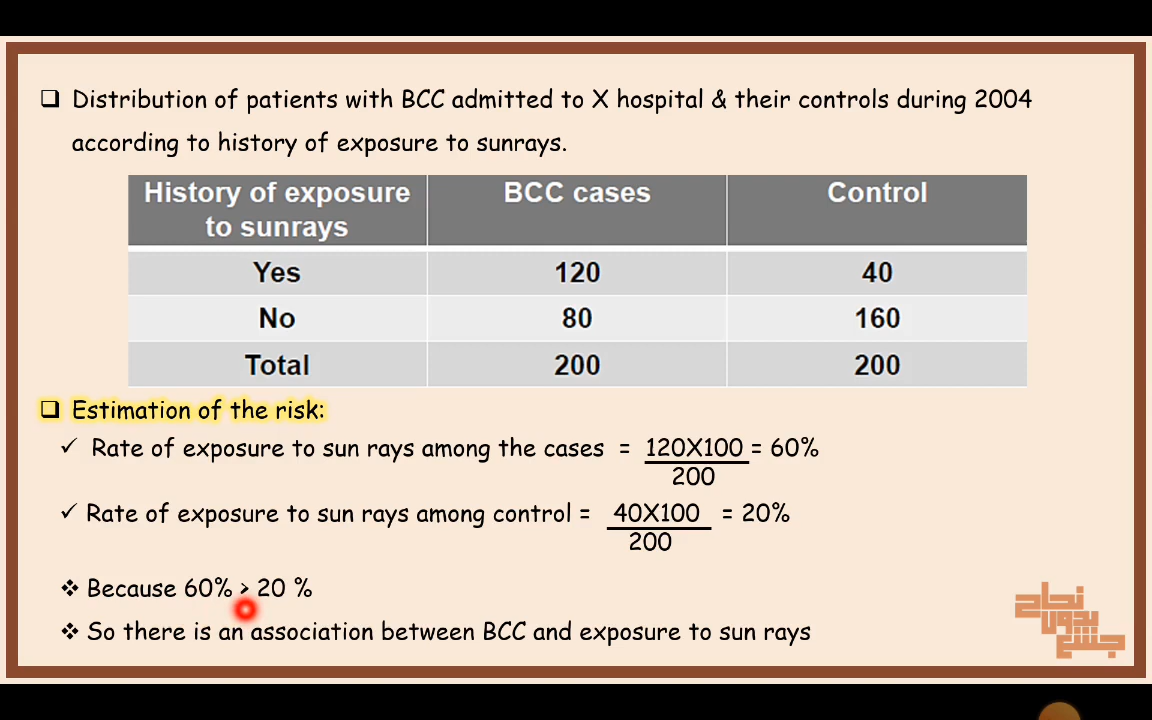 Distribution of patients with BCC admitted to X hospital & their controls during 2004
according to history of exposure to sunrays.
History of exposure to sunrays BCC cases Control
Yes 120 40
No 80 160
Total 200 200
Estimation of the risk:
✓ Rate of exposure to sun rays among the cases = 120X100 = 60%
200
✓ Rate of exposure to sun rays among control = 40X100 = 20%
200
❖ Because 60% > 20 %
❖ So there is an association between BCC and exposure to sun rays
نجاح
بدون
جشع